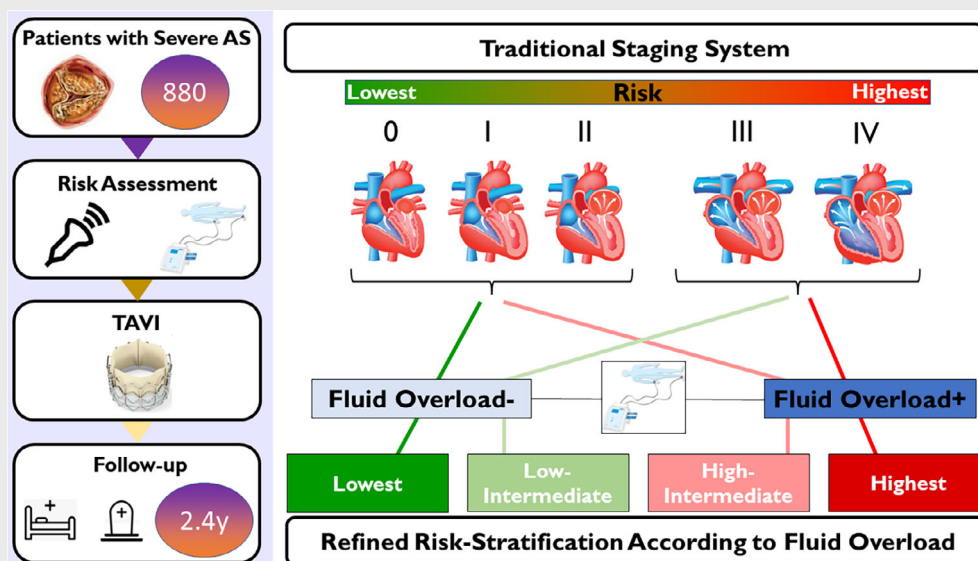 Patients with Severe AS
880
Risk Assessment
TAVI
Follow-up
2.4y
Traditional Staging System
Lowest Risk Highest
0 I II III IV
Fluid Overload- Fluid Overload+
Lowest
Low-
Intermediate
High-
Intermediate
Highest
Refined Risk-Stratification According to Fluid Overload